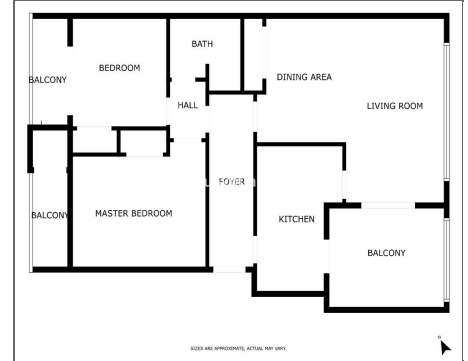 BATH
BEDROOM
DINING AREA
BALCONY
HALL
LIVING ROOM
FOYER
BALCONY
MASTER BEDROOM
KITCHEN
BALCONY
SIZES ARE APPROXIMATE, ACTUAL MAY VARY.